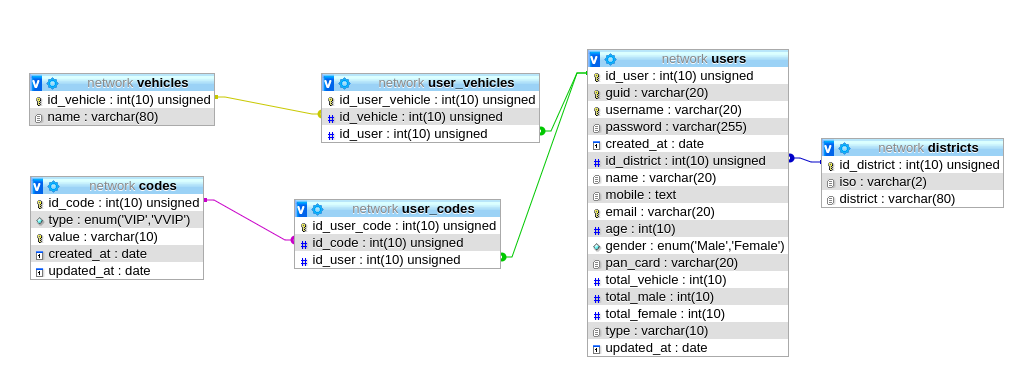 v network vehicles
id_vehicle : int(10) unsigned
name : varchar(80)
v network codes
id_code : int(10) unsigned
type : enum('VIP','VVIP')
value : varchar(10)
created_at : date
updated_at : date
v network user_vehicles
id_user_vehicle : int(10) unsigned
# id_vehicle : int(10) unsigned
# id_user : int(10) unsigned
v network user_codes
id_user_code : int(10) unsigned
# id_code : int(10) unsigned
# id_user : int(10) unsigned
v network users
id_user : int(10) unsigned
guid : varchar(20)
username : varchar(20)
password : varchar(255)
created_at : date
# id_district : int(10) unsigned
name : varchar(20)
mobile : text
email : varchar(20)
# age : int(10)
gender : enum('Male','Female')
pan_card : varchar(20)
# total_vehicle : int(10)
# total_male : int(10)
# total_female : int(10)
type : varchar(10)
updated_at : date
v network districts
id_district : int(10) unsigned
iso : varchar(2)
district : varchar(80)